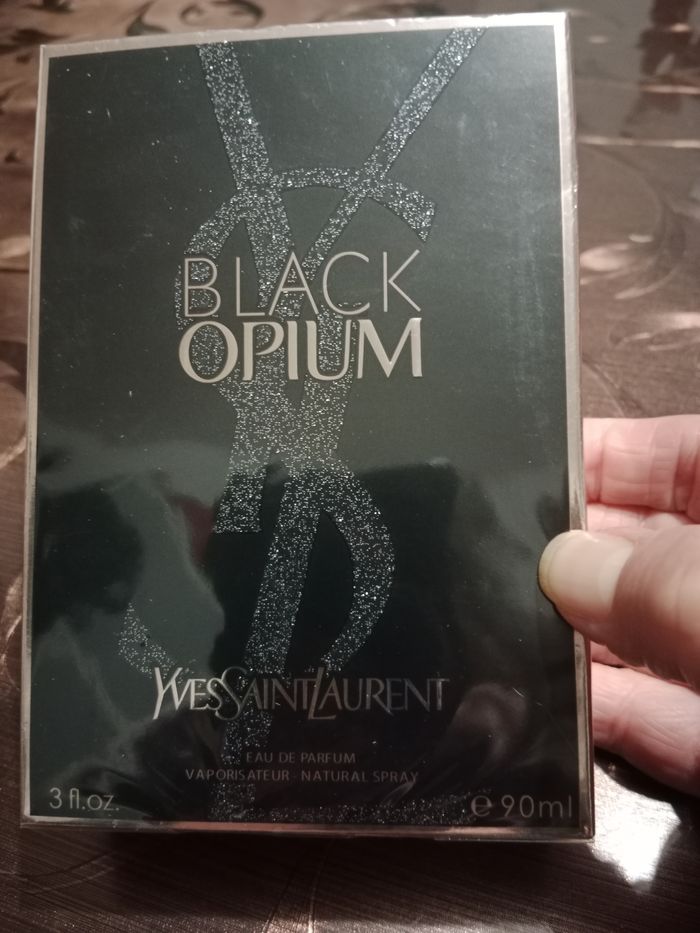 BLACK
OPIUM
YVESSAINTLAURENT
EAU DE PARFUM
VAPORISATEUR - NATURAL SPRAY
3 fl.oz.
℮ 90ml